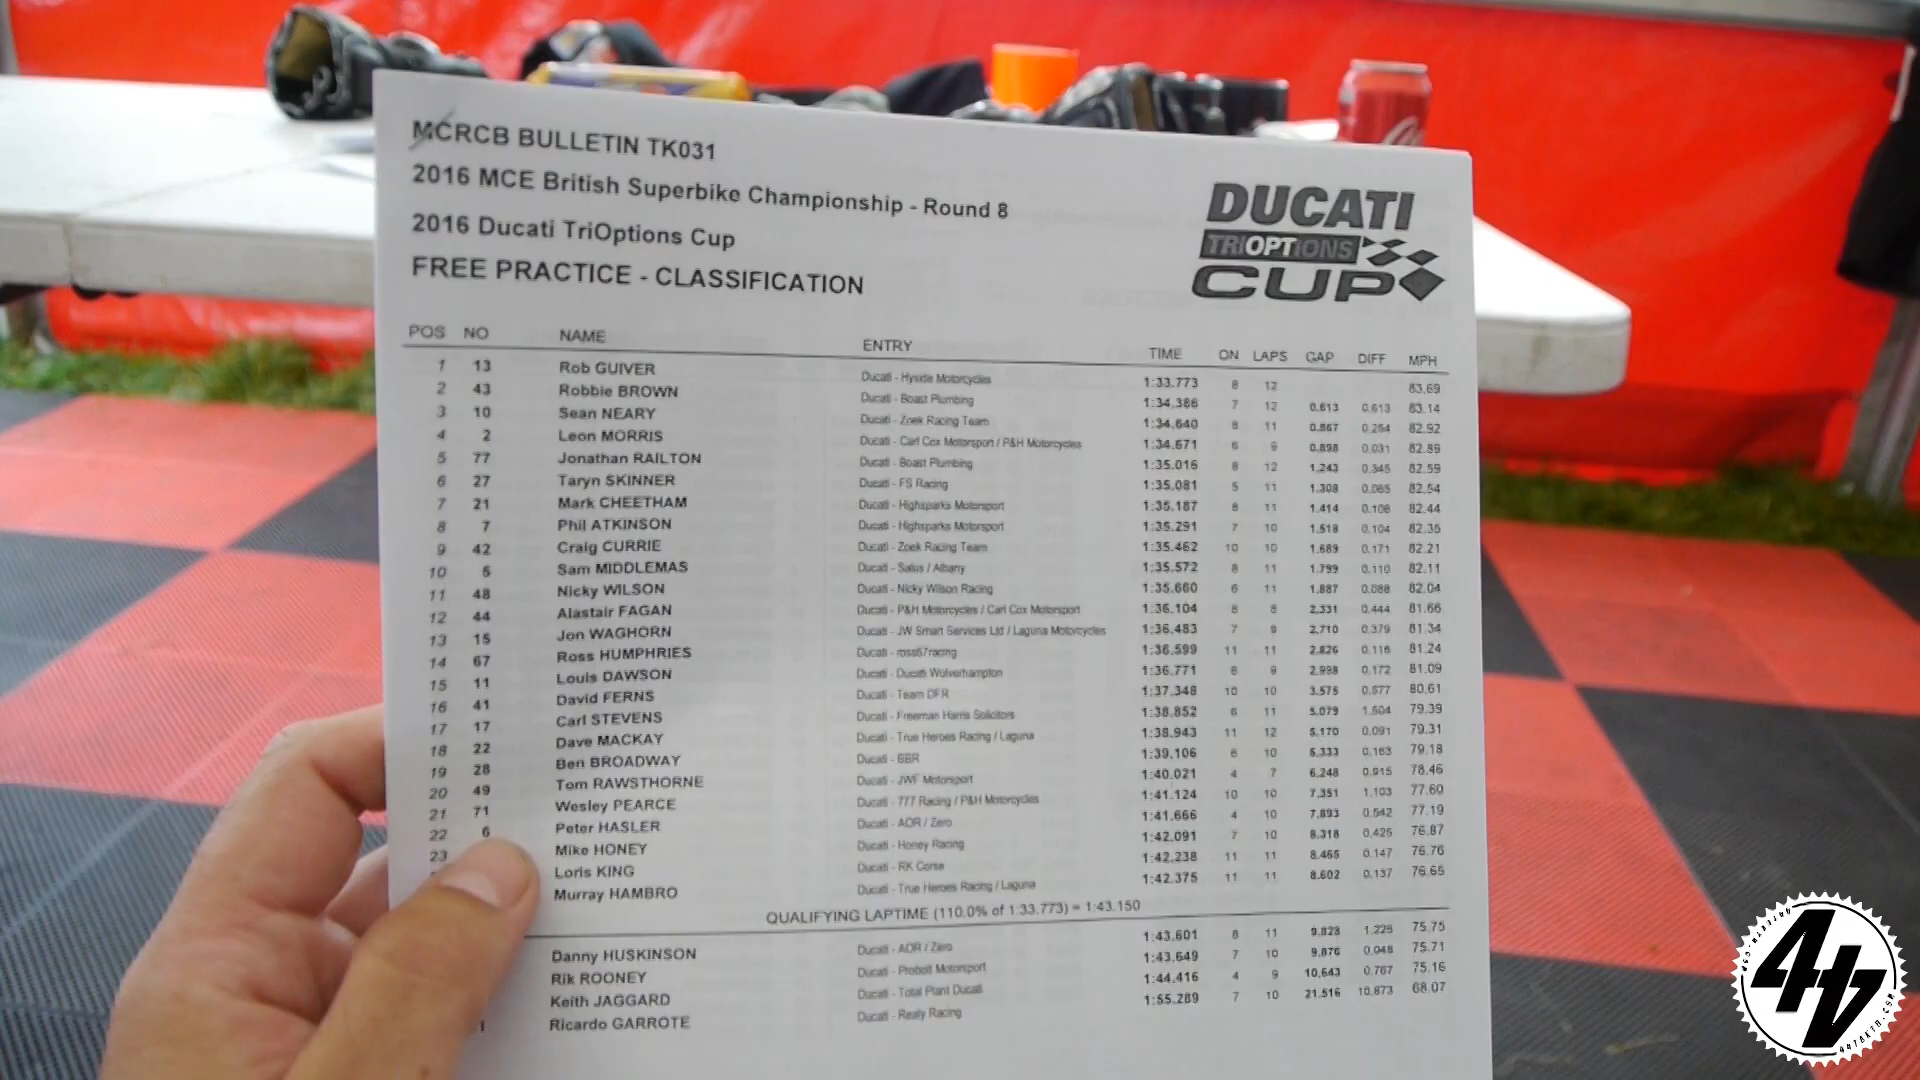 MCRCB BULLETIN TK031
2016 MCE British Superbike Championship - Round 8
2016 Ducati TriOptions Cup
FREE PRACTICE - CLASSIFICATION
DUCATI
TRIOPTIONS
CUP
POS NO NAME ENTRY TIME ON LAPS GAP DIFF MPH
1 13 Rob GUIVER Ducati - Hyside Motorcycles 1:33.773 8 12 83.69
2 43 Robbie BROWN Ducati - Boast Plumbing 1:34.386 7 12 0.613 0.613 83.14
3 10 Sean NEARY Ducati - Zoek Racing Team 1:34.640 8 11 0.867 0.254 82.92
4 2 Leon MORRIS Ducati - Carl Cox Motorsport / P&H Motorcycles 1:34.671 6 9 0.898 0.031 82.89
5 77 Jonathan RAILTON Ducati - Boast Plumbing 1:35.016 8 12 1.243 0.345 82.59
6 27 Taryn SKINNER Ducati - FS Racing 1:35.081 5 11 1.308 0.065 82.54
7 21 Mark CHEETHAM Ducati - Highsparks Motorsport 1:35.187 8 11 1.414 0.106 82.44
8 7 Phil ATKINSON Ducati - Highsparks Motorsport 1:35.291 7 10 1.518 0.104 82.35
9 42 Craig CURRIE Ducati - Zoek Racing Team 1:35.462 10 10 1.689 0.171 82.21
10 5 Sam MIDDLEMAS Ducati - Salus / Albany 1:35.572 8 11 1.799 0.110 82.11
11 48 Nicky WILSON Ducati - Nicky Wilson Racing 1:35.660 6 11 1.887 0.088 82.04
12 44 Alastair FAGAN Ducati - P&H Motorcycles / Carl Cox Motorsport 1:36.104 8 8 2.331 0.444 81.66
13 15 Jon WAGHORN Ducati - JW Smart Services Ltd / Laguna Motorcycles 1:36.483 7 9 2.710 0.379 81.34
14 67 Ross HUMPHRIES Ducati - ross67racing 1:36.599 11 11 2.826 0.116 81.24
15 11 Louis DAWSON Ducati - Ducati Wolverhampton 1:36.771 8 9 2.998 0.172 81.09
16 41 David FERNS Ducati - Team DFR 1:37.348 10 10 3.575 0.577 80.61
17 17 Carl STEVENS Ducati - Freeman Harris Solicitors 1:38.852 6 11 5.079 1.504 79.39
18 22 Dave MACKAY Ducati - True Heroes Racing / Laguna 1:38.943 11 12 5.170 0.091 79.31
19 28 Ben BROADWAY Ducati - BBR 1:39.106 6 10 5.333 0.163 79.18
20 49 Tom RAWSTHORNE Ducati - JWF Motorsport 1:40.021 4 7 6.248 0.915 78.46
21 71 Wesley PEARCE Ducati - 777 Racing / P&H Motorcycles 1:41.124 10 10 7.351 1.103 77.60
22 6 Peter HASLER Ducati - AOR / Zero 1:41.666 4 10 7.893 0.542 77.19
23 Mike HONEY Ducati - Honey Racing 1:42.091 7 10 8.318 0.425 76.87
Loris KING Ducati - RK Corse 1:42.238 11 11 8.465 0.147 76.76
Murray HAMBRO Ducati - True Heroes Racing / Laguna 1:42.375 11 11 8.602 0.137 76.65
QUALIFYING LAPTIME (110.0% of 1:33.773) = 1:43.150
Danny HUSKINSON Ducati - AOR / Zero 1:43.601 8 11 9.828 1.226 75.75
Rik ROONEY Ducati - Probolt Motorsport 1:43.649 7 10 9.876 0.048 75.71
Keith JAGGARD Ducati - Total Plant Ducati 1:44.416 4 9 10.643 0.767 75.16
Ricardo GARROTE Ducati - Realy Racing 1:55.289 7 10 21.516 10.873 68.07